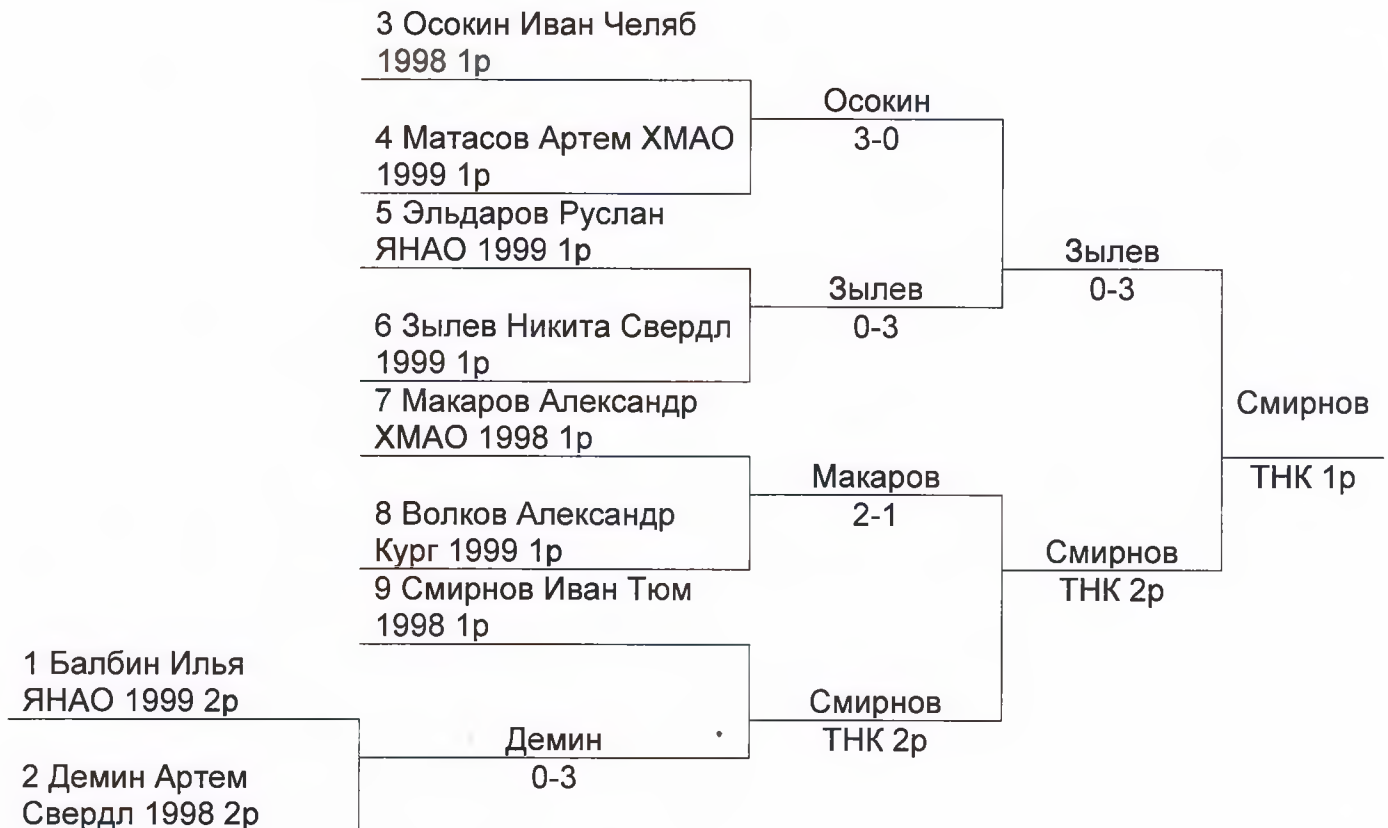 3 Осокин Иван Челяб
1998 1р
Осокин
3-0
4 Матасов Артем ХМАО
1999 1р
5 Эльдаров Руслан
ЯНАО 1999 1р
Зылев
0-3
Зылев
0-3
6 Зылев Никита Свердл
1999 1р
7 Макаров Александр
ХМАО 1998 1р
Смирнов
ТНК 1р
Макаров
2-1
8 Волков Александр
Кург 1999 1р
Смирнов
ТНК 2р
9 Смирнов Иван Тюм
1998 1р
1 Балбин Илья
ЯНАО 1999 2р
Смирнов
ТНК 2р
Демин
0-3
2 Демин Артем
Свердл 1998 2р